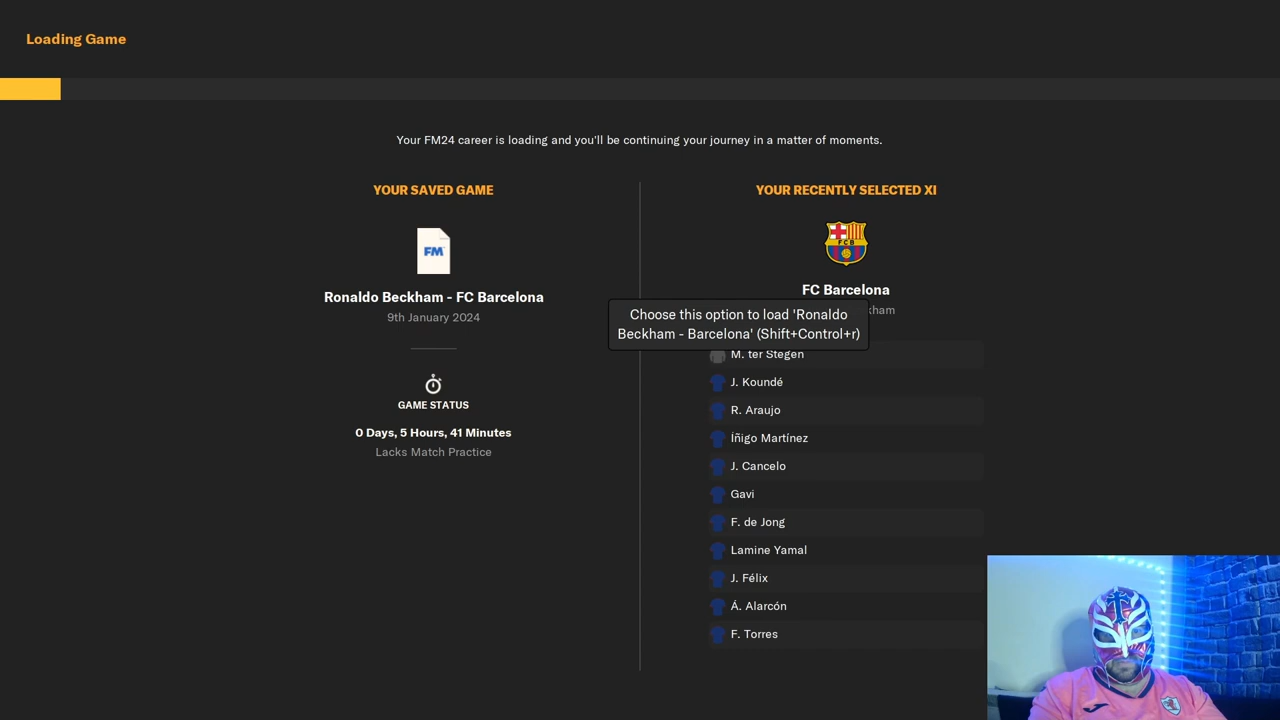 Loading Game
Your FM24 career is loading and you'll be continuing your journey in a matter of moments.
YOUR SAVED GAME
FM
Ronaldo Beckham - FC Barcelona
9th January 2024
GAME STATUS
0 Days, 5 Hours, 41 Minutes
Lacks Match Practice
YOUR RECENTLY SELECTED XI
FCB
FC Barcelona
Choose this option to load 'Ronaldo
Beckham - Barcelona' (Shift+Control+r)
M. ter Stegen
J. Koundé
R. Araujo
Íñigo Martínez
J. Cancelo
Gavi
F. de Jong
Lamine Yamal
J. Félix
Á. Alarcón
F. Torres